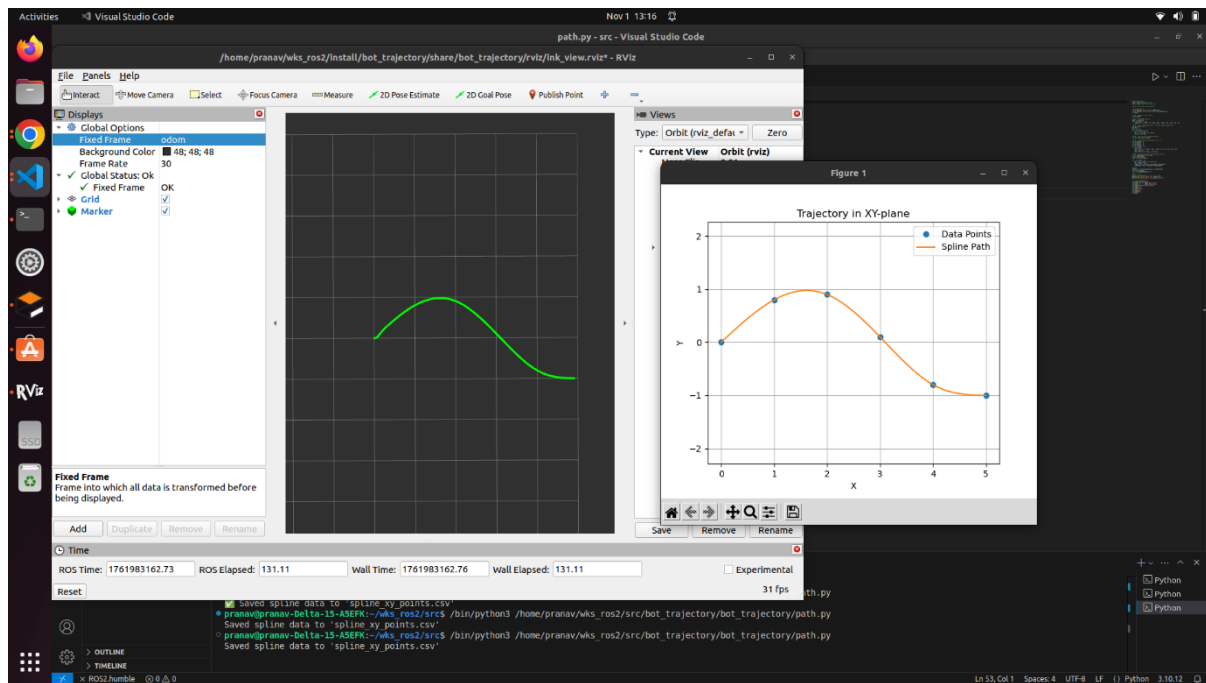 Activities
Visual Studio Code
Nov 1 13:16
path.py - src - Visual Studio Code
/home/pranav/wks_ros2/install/bot_trajectory/share/bot_trajectory/rviz/ink_view.rviz* - RViz
File Panels Help
Interact Move Camera Select Focus Camera Measure 2D Pose Estimate 2D Goal Pose Publish Point
Displays
Global Options
Fixed Frame odom
Background Color 48; 48; 48
Frame Rate 30
Global Status: Ok
Fixed Frame OK
Grid
Marker
Fixed Frame
Frame into which all data is transformed before
being displayed.
Add Duplicate Remove Rename
Views
Type: Orbit (rviz_defau Zero
Current View Orbit (rviz)
Save Remove Rename
Figure 1
Trajectory in XY-plane
Data Points
Spline Path
2
1
0
−1
−2
Y
0 1 2 3 4 5
X
RViz
SSD
Time
ROS Time: 1761983162.73 ROS Elapsed: 131.11 Wall Time: 1761983162.76 Wall Elapsed: 131.11 Experimental
Reset 31 fps
path.py
Saved spline data to 'spline_xy_points.csv'
pranav@pranav-Delta-15-A5EFK:~/wks_ros2/src$ /bin/python3 /home/pranav/wks_ros2/src/bot_trajectory/bot_trajectory/path.py
Saved spline data to 'spline_xy_points.csv'
pranav@pranav-Delta-15-A5EFK:~/wks_ros2/src$ /bin/python3 /home/pranav/wks_ros2/src/bot_trajectory/bot_trajectory/path.py
Saved spline data to 'spline_xy_points.csv'
Python
Python
Python
OUTLINE
TIMELINE
ROS2.humble 0 0 Ln 53, Col 1 Spaces: 4 UTF-8 LF Python 3.10.12